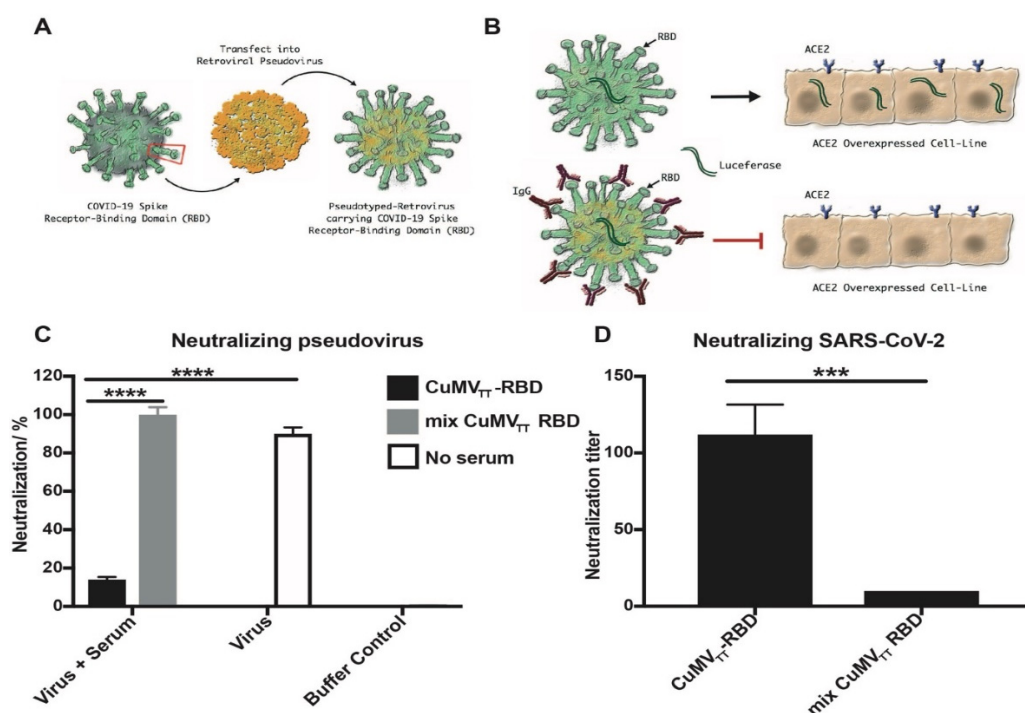 A
Transfect into
Retroviral Pseudovirus
COVID-19 Spike
Receptor-Binding Domain (RBD)
Pseudotyped-Retrovirus
carrying COVID-19 Spike
Receptor-Binding Domain (RBD)
B
RBD
ACE2
ACE2 Overexpressed Cell-Line
Luceferase
IgG
RBD
ACE2
ACE2 Overexpressed Cell-Line
C
Neutralizing pseudovirus
Neutralization/ %
120
100
80
60
40
20
0
****
****
Virus + Serum
Virus
Buffer Control
CuMVTT-RBD
mix CuMVTT RBD
No serum
D
Neutralizing SARS-CoV-2
Neutralization titer
150
100
50
0
***
CuMVTT-RBD
mix CuMVTT RBD